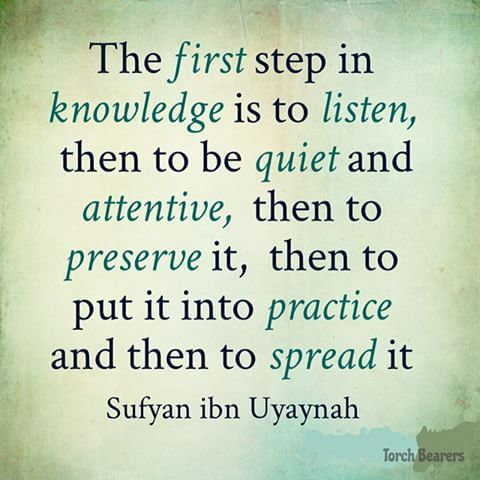 The first step in
knowledge is to listen,
then to be quiet and
attentive, then to
preserve it, then to
put it into practice
and then to spread it
Sufyan ibn Uyaynah
Torch Bearers